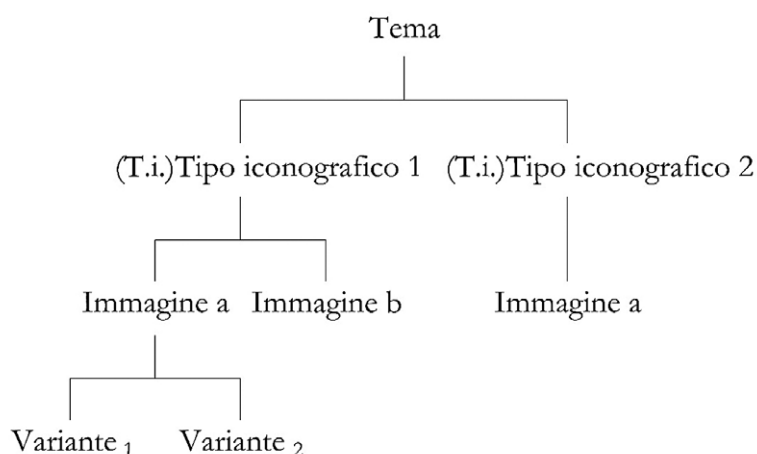 Tema
(T.i.)Tipo iconografico 1 (T.i.)Tipo iconografico 2
Immagine a Immagine b Immagine a
Variante 1 Variante 2